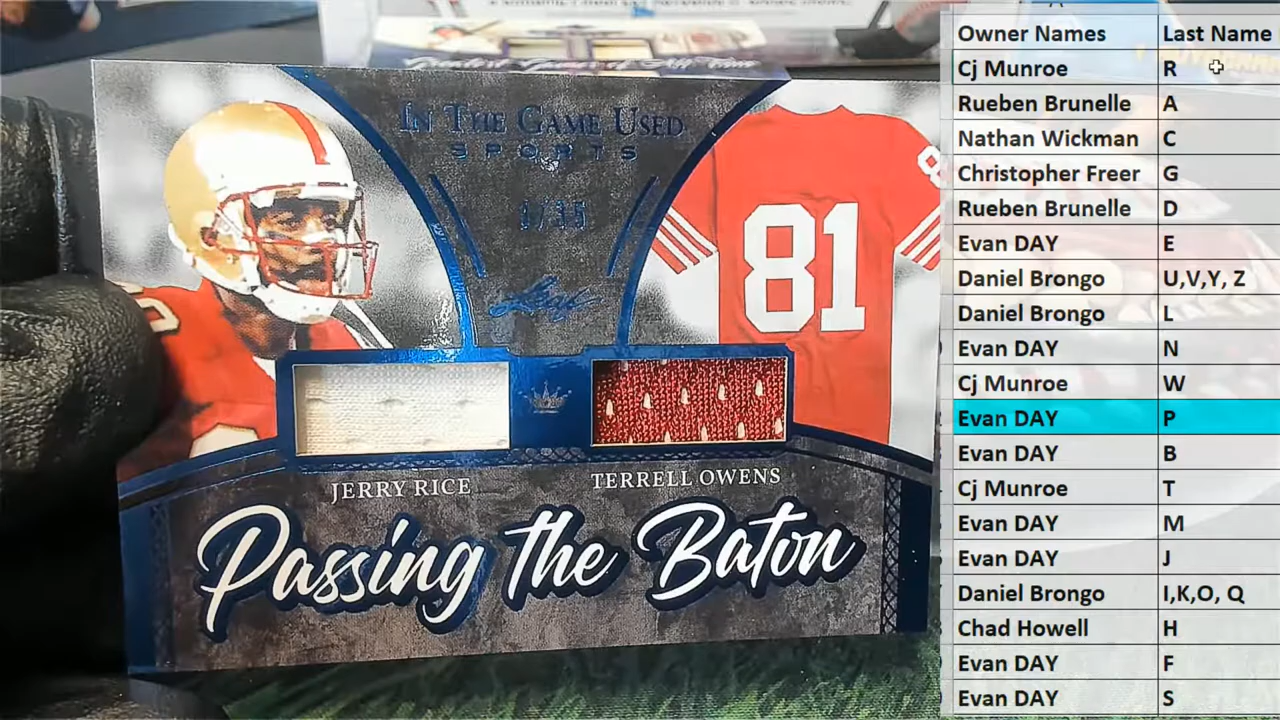 IN THE GAME USED
SPORTS
Leaf
81
8
JERRY RICE
TERRELL OWENS
Passing the Baton
Owner Names Last Name
Cj Munroe R
Rueben Brunelle A
Nathan Wickman C
Christopher Freer G
Rueben Brunelle D
Evan DAY E
Daniel Brongo U,V,Y, Z
Daniel Brongo L
Evan DAY N
Cj Munroe W
Evan DAY P
Evan DAY B
Cj Munroe T
Evan DAY M
Evan DAY J
Daniel Brongo I,K,O, Q
Chad Howell H
Evan DAY F
Evan DAY S